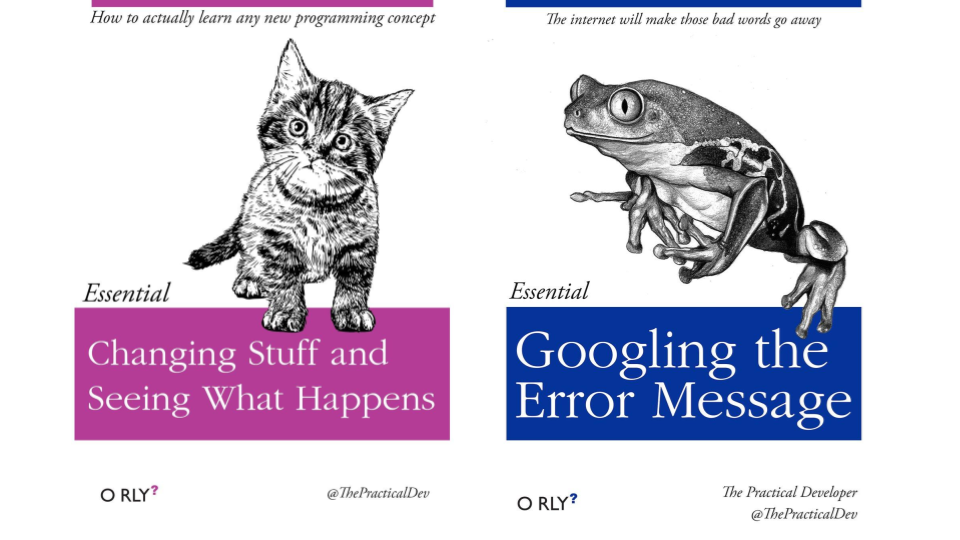 How to actually learn any new programming concept
Essential
Changing Stuff and
Seeing What Happens
O RLY?
@ThePracticalDev
The internet will make those bad words go away
Essential
Googling the
Error Message
O RLY?
The Practical Developer
@ThePracticalDev